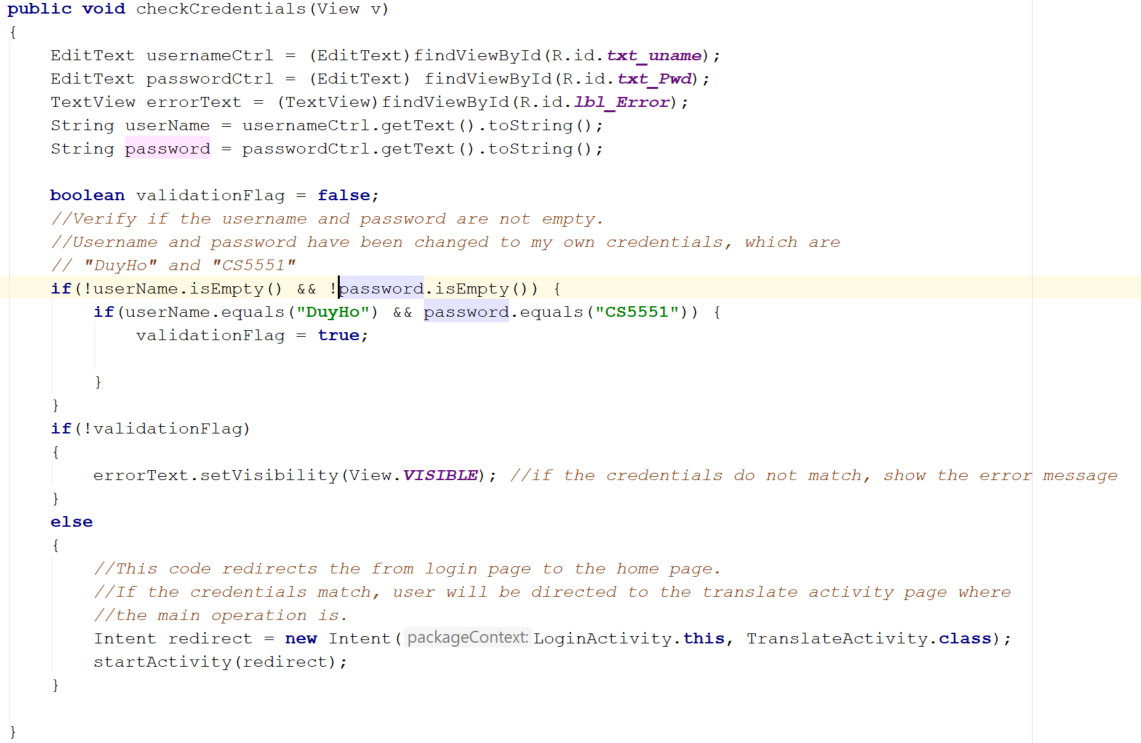 public void checkCredentials(View v)
{
    EditText usernameCtrl = (EditText)findViewById(R.id.txt_uname);
    EditText passwordCtrl = (EditText) findViewById(R.id.txt_Pwd);
    TextView errorText = (TextView)findViewById(R.id.lbl_Error);
    String userName = usernameCtrl.getText().toString();
    String password = passwordCtrl.getText().toString();

    boolean validationFlag = false;
    //Verify if the username and password are not empty.
    //Username and password have been changed to my own credentials, which are
    // "DuyHo" and "CS5551"
    if(!userName.isEmpty() && !password.isEmpty()) {
        if(userName.equals("DuyHo") && password.equals("CS5551")) {
            validationFlag = true;

        }
    }
    if(!validationFlag)
    {
        errorText.setVisibility(View.VISIBLE); //if the credentials do not match, show the error message
    }
    else
    {
        //This code redirects the from login page to the home page.
        //If the credentials match, user will be directed to the translate activity page where
        //the main operation is.
        Intent redirect = new Intent( packageContext: LoginActivity.this, TranslateActivity.class);
        startActivity(redirect);
    }

}